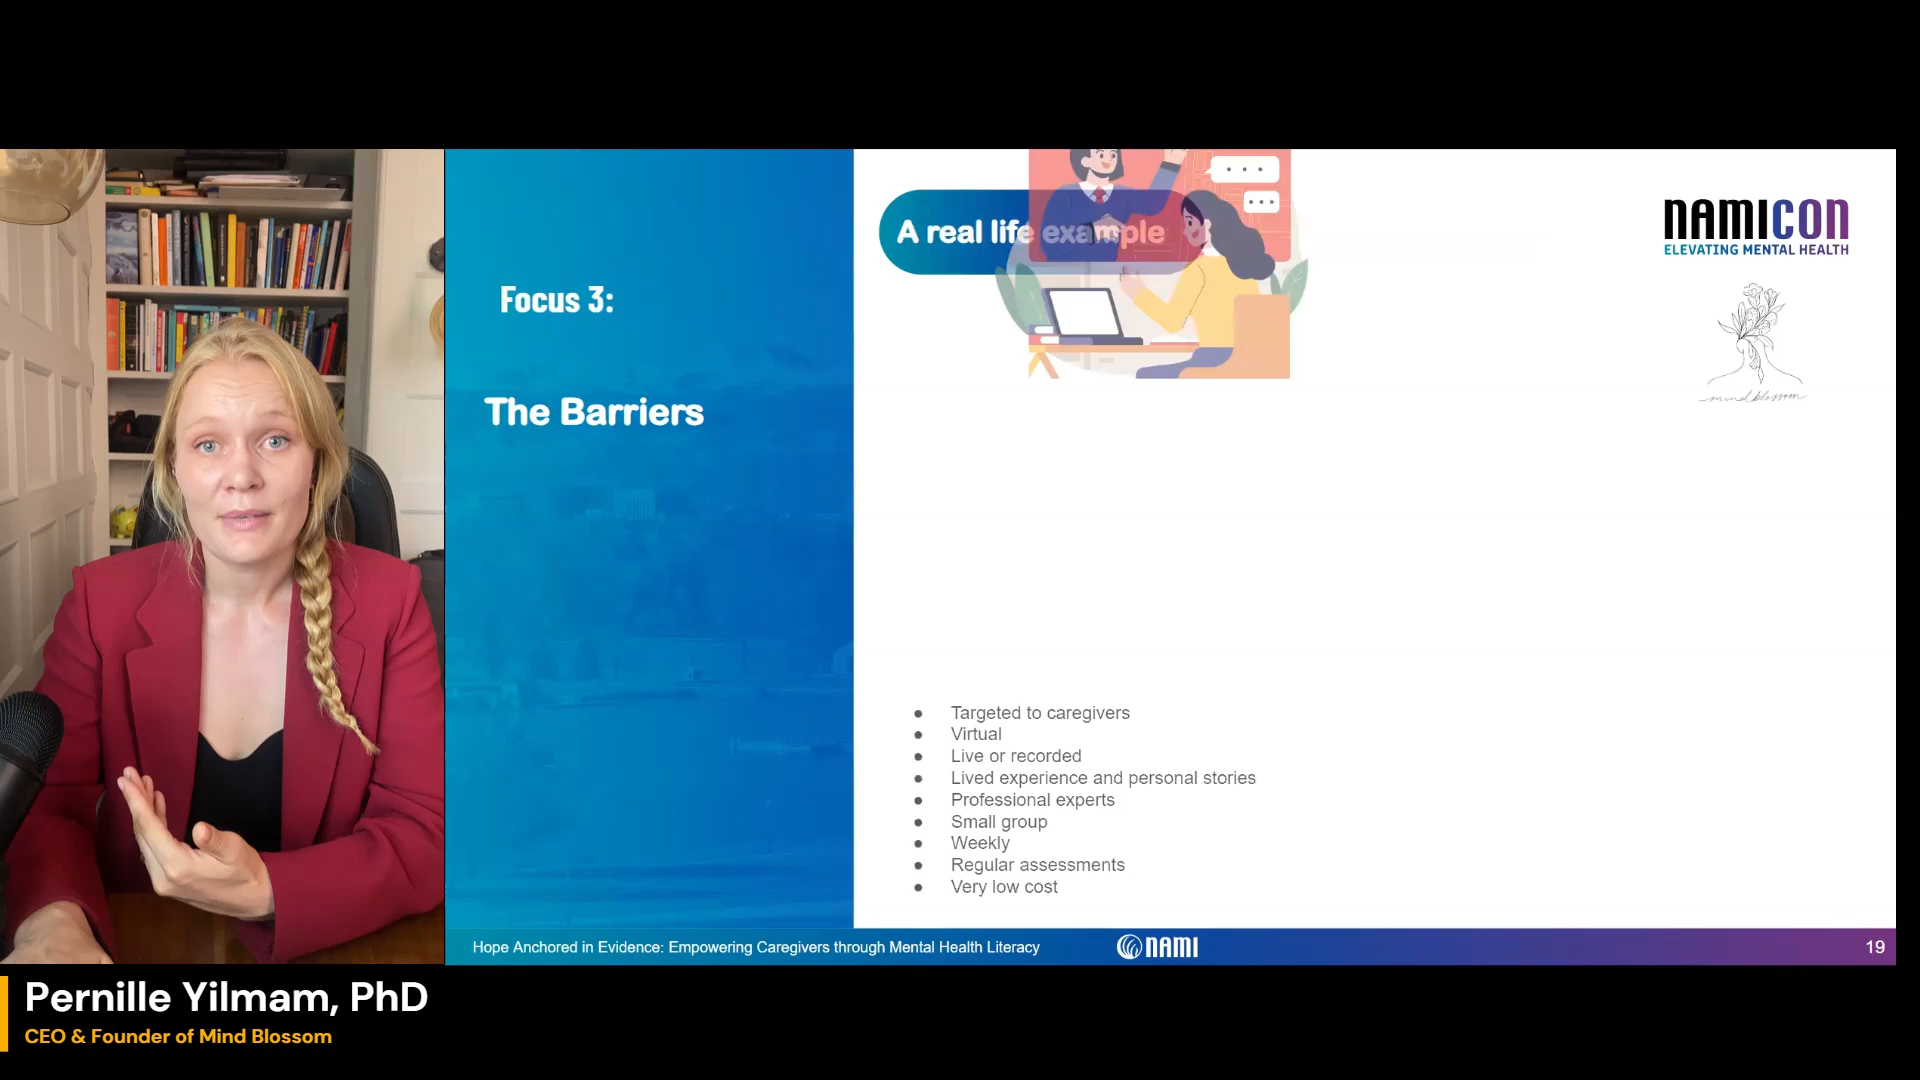 Focus 3:
The Barriers
A real life example
NAMICON
ELEVATING MENTAL HEALTH
mindblossom
● Targeted to caregivers
● Virtual
● Live or recorded
● Lived experience and personal stories
● Professional experts
● Small group
● Weekly
● Regular assessments
● Very low cost
Hope Anchored in Evidence: Empowering Caregivers through Mental Health Literacy
NAMI
19
Pernille Yilmam, PhD
CEO & Founder of Mind Blossom